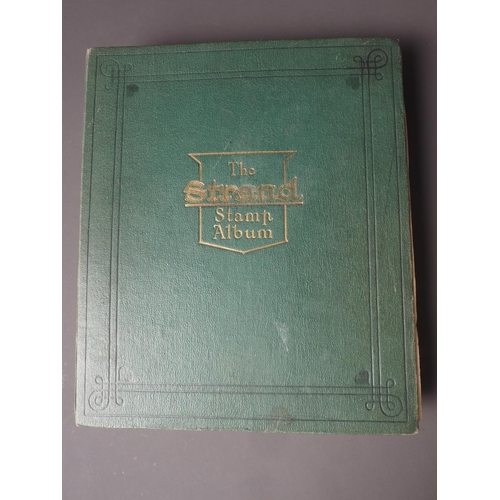 The
Strand
Stamp
Album